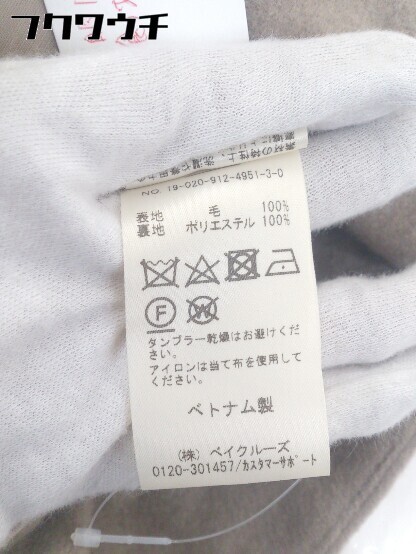 フクワウチ
NO 19-020-912-4951-3-0
表地 毛 100%
裏地 ポリエステル 100%
F
W
タンブラー乾燥はお避けくだ
さい。
アイロンは当て布を使用して
ください。
ベトナム製
(株) ベイクルーズ
0120-301457/カスタマーサポート